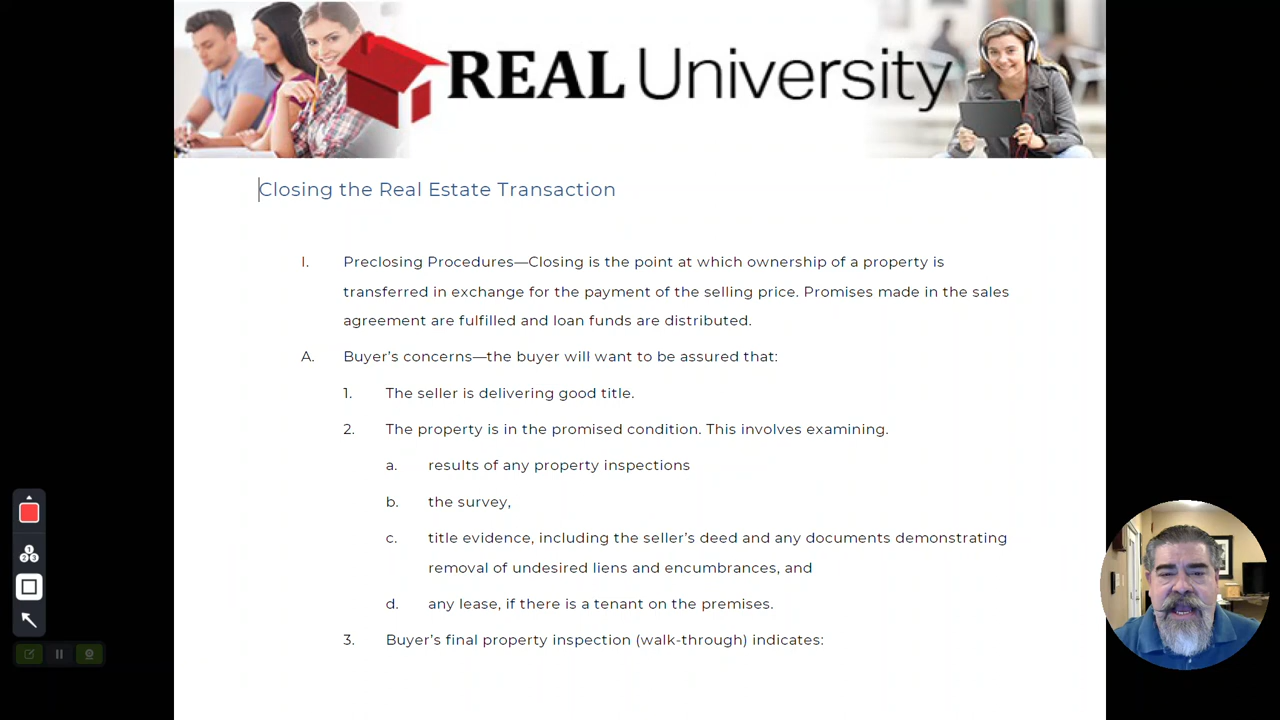 REAL University
Closing the Real Estate Transaction
I. Preclosing Procedures—Closing is the point at which ownership of a property is
transferred in exchange for the payment of the selling price. Promises made in the sales
agreement are fulfilled and loan funds are distributed.
A. Buyer’s concerns—the buyer will want to be assured that:
1. The seller is delivering good title.
2. The property is in the promised condition. This involves examining.
a. results of any property inspections
b. the survey,
c. title evidence, including the seller’s deed and any documents demonstrating
removal of undesired liens and encumbrances, and
d. any lease, if there is a tenant on the premises.
3. Buyer’s final property inspection (walk-through) indicates: